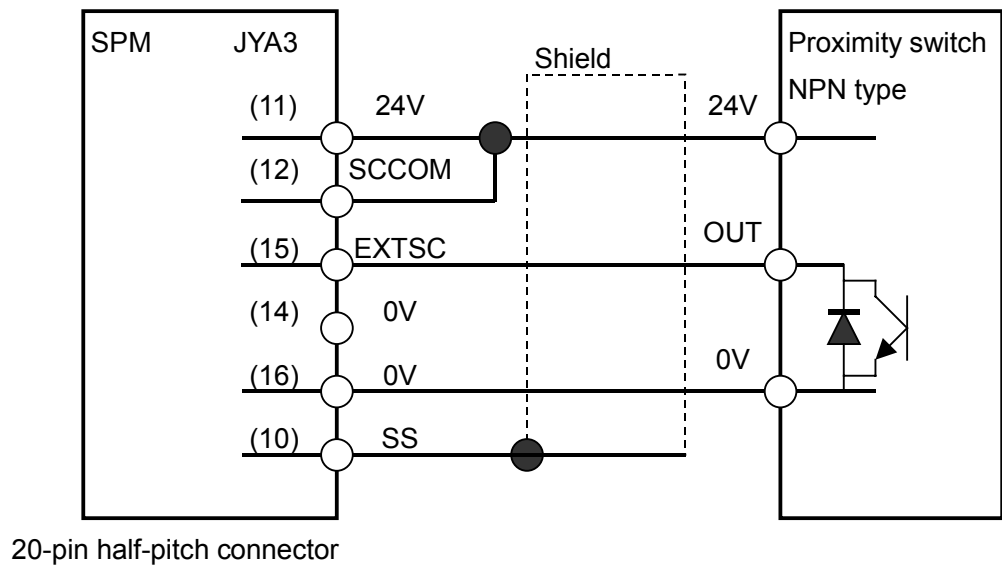 SPM JYA3
Shield
Proximity switch
NPN type
(11) 24V 24V
(12) SCCOM
(15) EXTSC OUT
(14) 0V
(16) 0V 0V
(10) SS
20-pin half-pitch connector